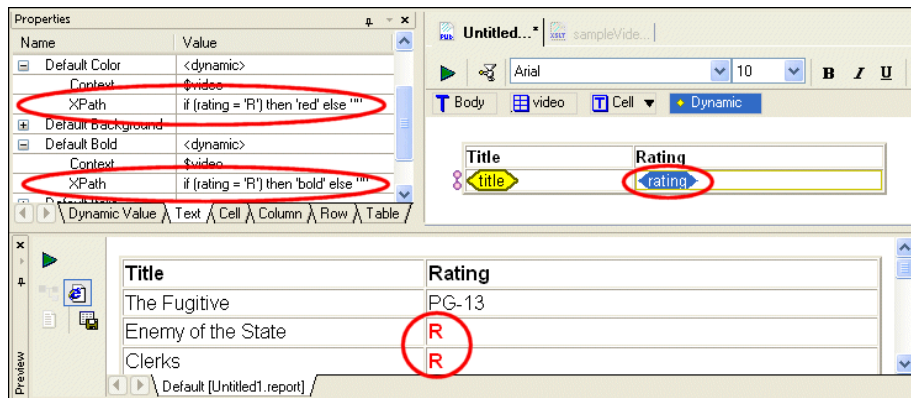 Properties
Name Value
Default Color <dynamic>
Context $video
XPath if (rating = 'R') then 'red' else ""
Default Background
Default Bold <dynamic>
Context $video
XPath if (rating = 'R') then 'bold' else ""
Dynamic Value Text Cell Column Row Table
Untitled...* sampleVide...
Arial 10 B I U
Body video Cell Dynamic
Title Rating
title rating
Preview
Title Rating
The Fugitive PG-13
Enemy of the State R
Clerks R
Default [Untitled1.report]